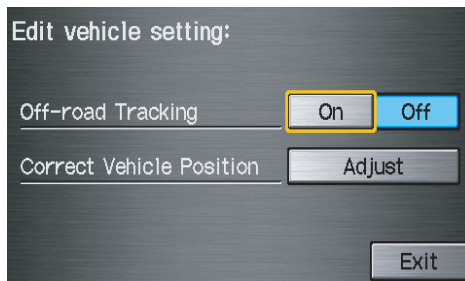 Edit vehicle setting:
Off-road Tracking On Off
Correct Vehicle Position Adjust
Exit